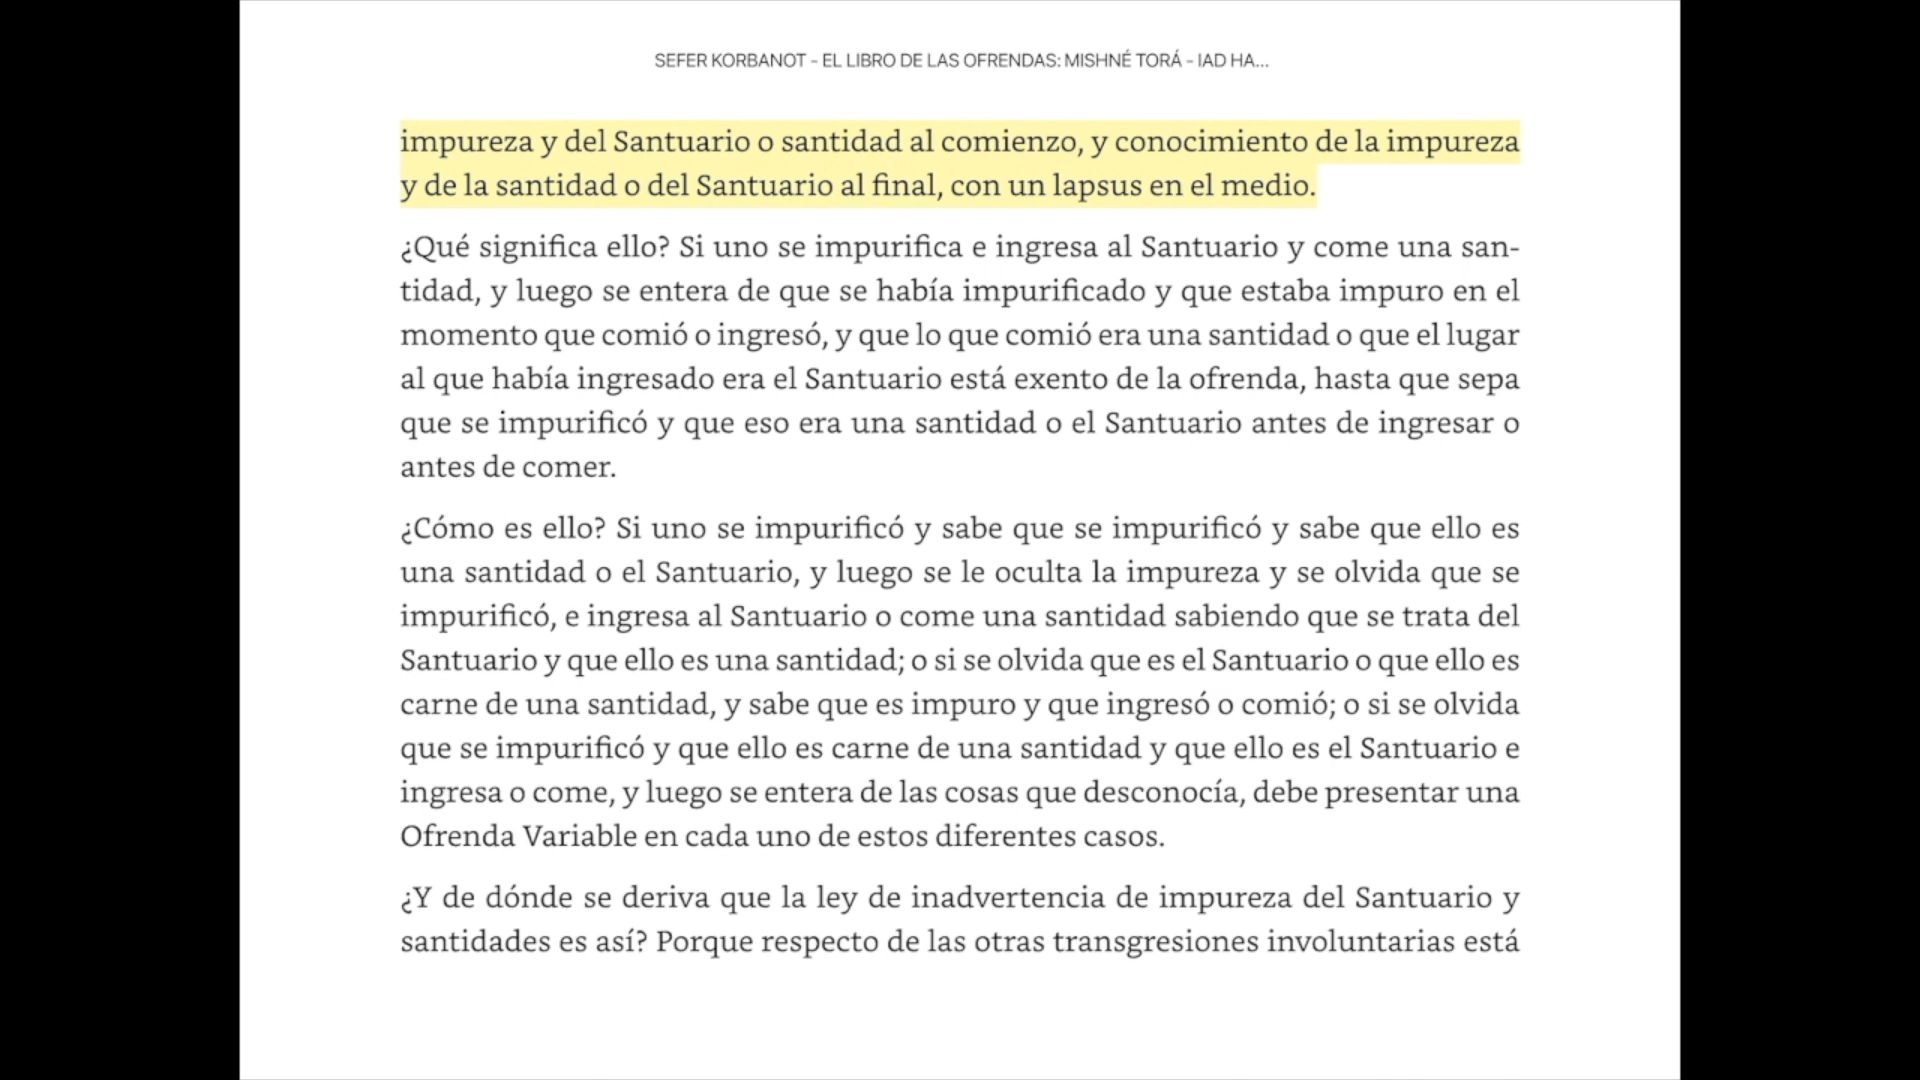 SEFER KORBANOT - EL LIBRO DE LAS OFRENDAS: MISHNÉ TORÁ - IAD HA...
impureza y del Santuario o santidad al comienzo, y conocimiento de la impureza
y de la santidad o del Santuario al final, con un lapsus en el medio.
¿Qué significa ello? Si uno se impurifica e ingresa al Santuario y come una san-
tidad, y luego se entera de que se había impurificado y que estaba impuro en el
momento que comió o ingresó, y que lo que comió era una santidad o que el lugar
al que había ingresado era el Santuario está exento de la ofrenda, hasta que sepa
que se impurificó y que eso era una santidad o el Santuario antes de ingresar o
antes de comer.
¿Cómo es ello? Si uno se impurificó y sabe que se impurificó y sabe que ello es
una santidad o el Santuario, y luego se le oculta la impureza y se olvida que se
impurificó, e ingresa al Santuario o come una santidad sabiendo que se trata del
Santuario y que ello es una santidad; o si se olvida que es el Santuario o que ello es
carne de una santidad, y sabe que es impuro y que ingresó o comió; o si se olvida
que se impurificó y que ello es carne de una santidad y que ello es el Santuario e
ingresa o come, y luego se entera de las cosas que desconocía, debe presentar una
Ofrenda Variable en cada uno de estos diferentes casos.
¿Y de dónde se deriva que la ley de inadvertencia de impureza del Santuario y
santidades es así? Porque respecto de las otras transgresiones involuntarias está